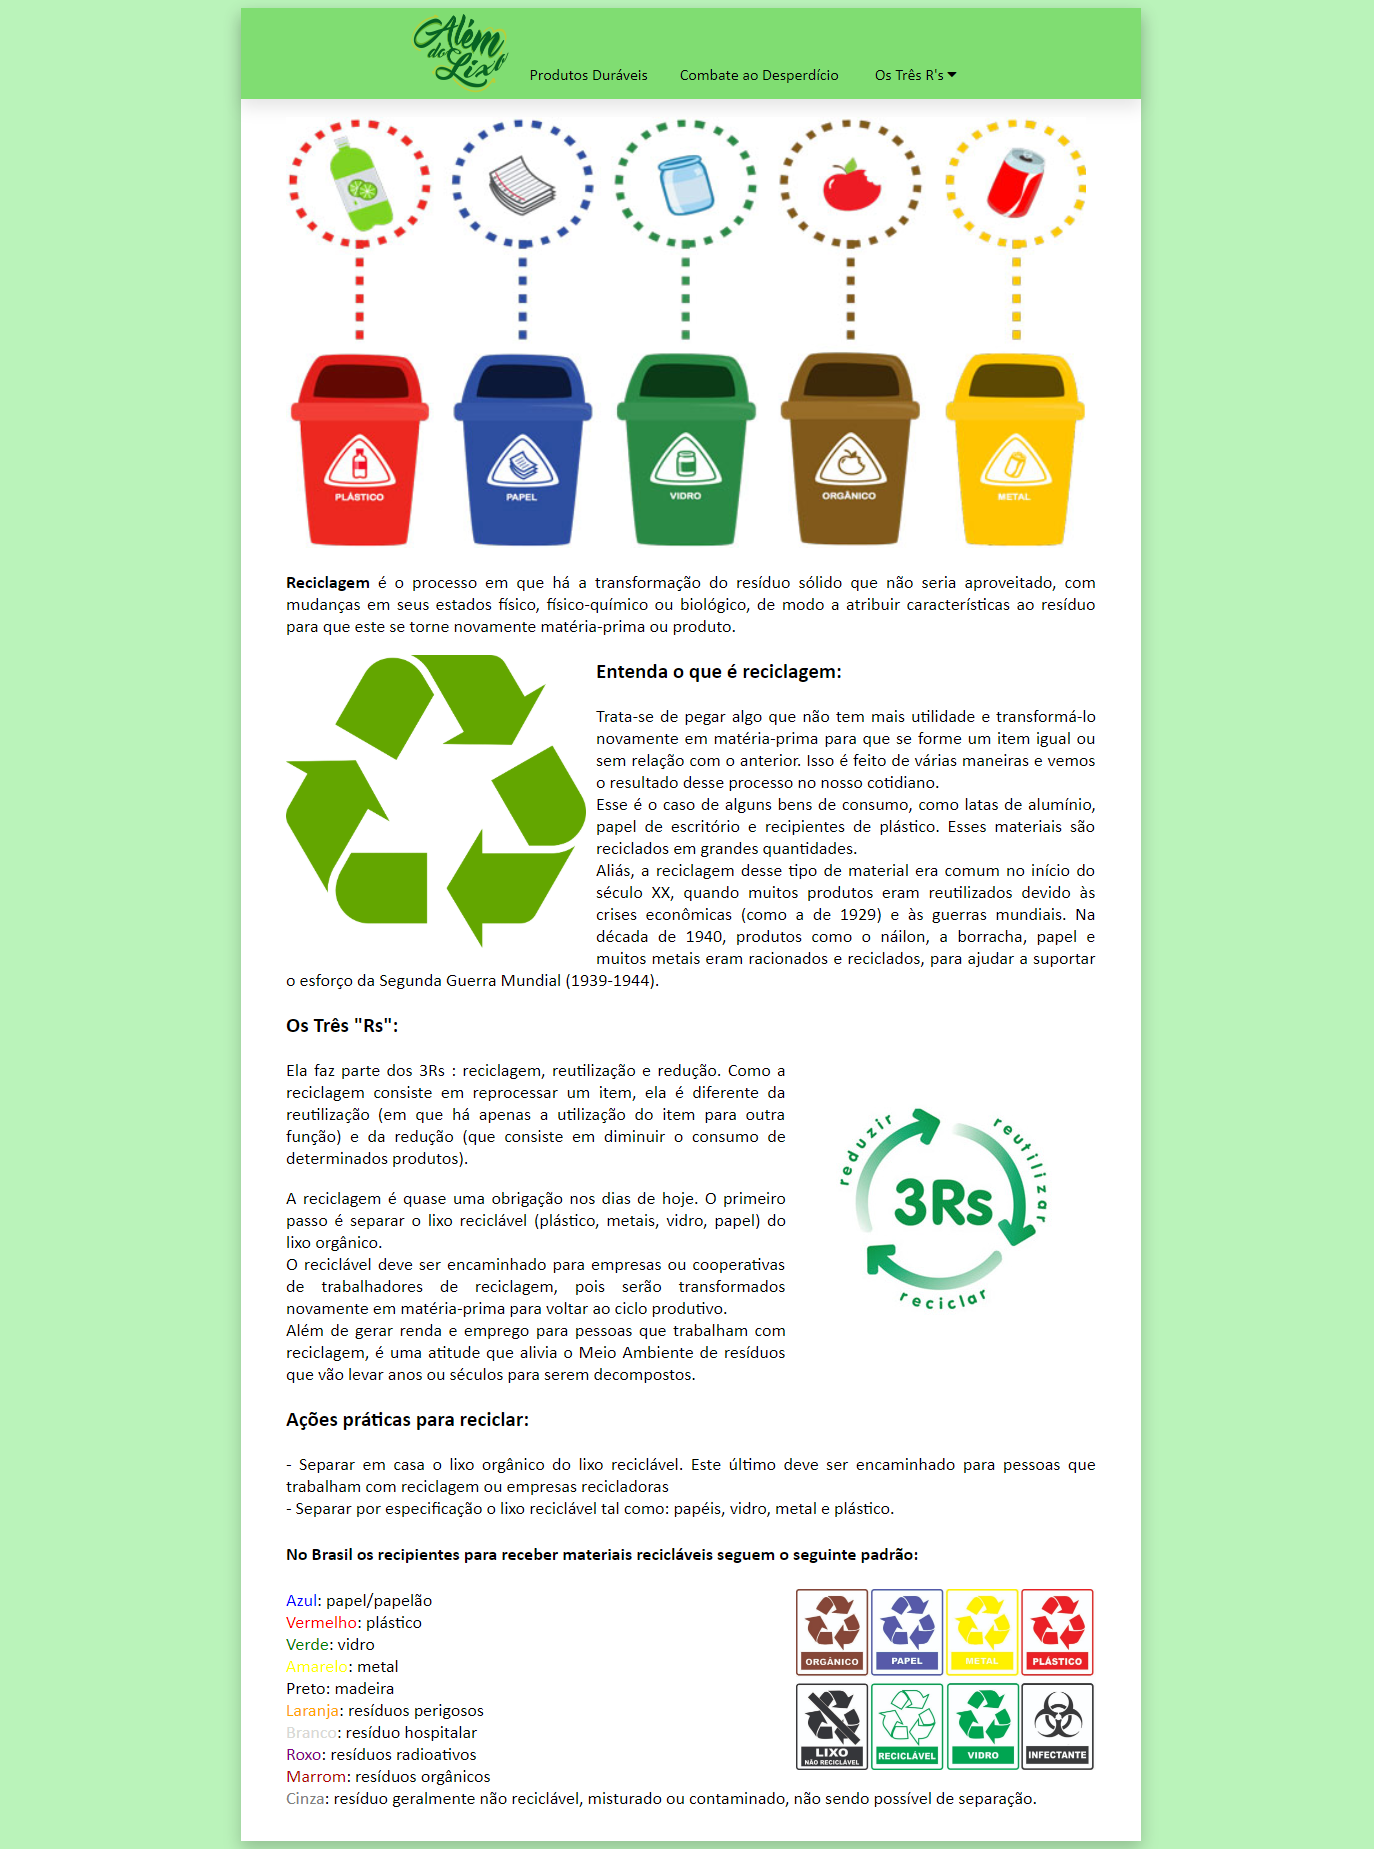 Além
do Lixo
Produtos Duráveis Combate ao Desperdício Os Três R's
PLÁSTICO PAPEL VIDRO ORGÂNICO METAL
Reciclagem é o processo em que há a transformação do resíduo sólido que não seria aproveitado, com
mudanças em seus estados físico, físico-químico ou biológico, de modo a atribuir características ao resíduo
para que este se torne novamente matéria-prima ou produto.
Entenda o que é reciclagem:
Trata-se de pegar algo que não tem mais utilidade e transformá-lo
novamente em matéria-prima para que se forme um item igual ou
sem relação com o anterior. Isso é feito de várias maneiras e vemos
o resultado desse processo no nosso cotidiano.
Esse é o caso de alguns bens de consumo, como latas de alumínio,
papel de escritório e recipientes de plástico. Esses materiais são
reciclados em grandes quantidades.
Aliás, a reciclagem desse tipo de material era comum no início do
século XX, quando muitos produtos eram reutilizados devido às
crises econômicas (como a de 1929) e às guerras mundiais. Na
década de 1940, produtos como o náilon, a borracha, papel e
muitos metais eram racionados e reciclados, para ajudar a suportar
o esforço da Segunda Guerra Mundial (1939-1944).
Os Três "Rs":
Ela faz parte dos 3Rs : reciclagem, reutilização e redução. Como a
reciclagem consiste em reprocessar um item, ela é diferente da
reutilização (em que há apenas a utilização do item para outra
função) e da redução (que consiste em diminuir o consumo de
determinados produtos).
A reciclagem é quase uma obrigação nos dias de hoje. O primeiro
passo é separar o lixo reciclável (plástico, metais, vidro, papel) do
lixo orgânico.
O reciclável deve ser encaminhado para empresas ou cooperativas
de trabalhadores de reciclagem, pois serão transformados
novamente em matéria-prima para voltar ao ciclo produtivo.
Além de gerar renda e emprego para pessoas que trabalham com
reciclagem, é uma atitude que alivia o Meio Ambiente de resíduos
que vão levar anos ou séculos para serem decompostos.
reduzir
reutilizar
3Rs
reciclar
Ações práticas para reciclar:
- Separar em casa o lixo orgânico do lixo reciclável. Este último deve ser encaminhado para pessoas que
trabalham com reciclagem ou empresas recicladoras
- Separar por especificação o lixo reciclável tal como: papéis, vidro, metal e plástico.
No Brasil os recipientes para receber materiais recicláveis seguem o seguinte padrão:
Azul: papel/papelão
Vermelho: plástico
Verde: vidro
Amarelo: metal
Preto: madeira
Laranja: resíduos perigosos
Branco: resíduo hospitalar
Roxo: resíduos radioativos
Marrom: resíduos orgânicos
Cinza: resíduo geralmente não reciclável, misturado ou contaminado, não sendo possível de separação.
ORGÂNICO PAPEL METAL PLÁSTICO
LIXO
NÃO RECICLÁVEL
RECICLÁVEL VIDRO INFECTANTE